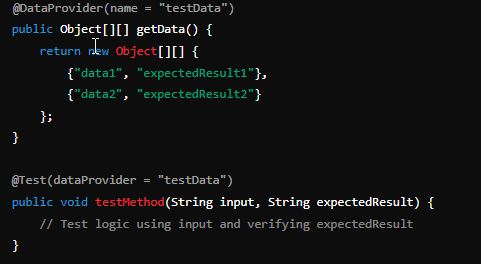 @DataProvider(name = "testData")
public Object[][] getData() {
    return new Object[][] {
        {"data1", "expectedResult1"},
        {"data2", "expectedResult2"}
    };
}

@Test(dataProvider = "testData")
public void testMethod(String input, String expectedResult) {
    // Test logic using input and verifying expectedResult
}